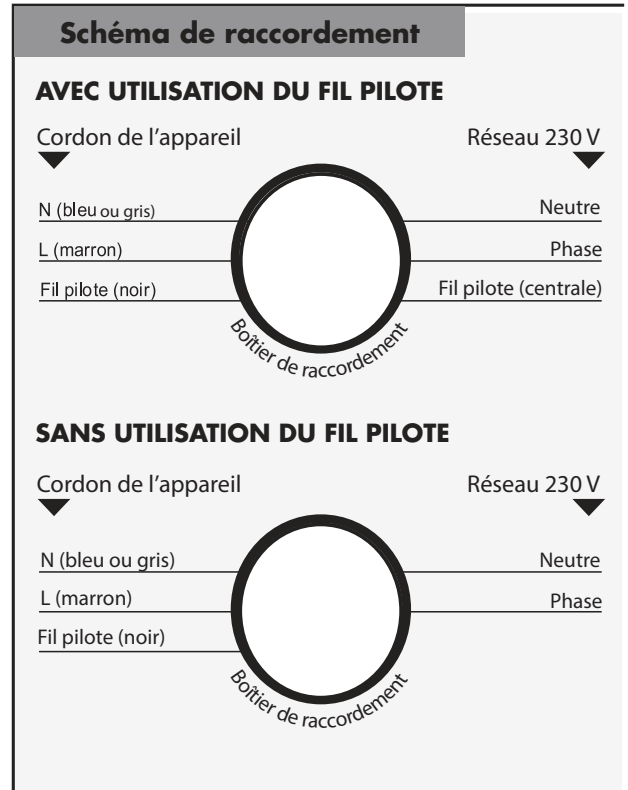 Schéma de raccordement
AVEC UTILISATION DU FIL PILOTE
Cordon de l'appareil Réseau 230 V
N (bleu ou gris) Neutre
L (marron) Phase
Fil pilote (noir) Fil pilote (centrale)
Boîtier de raccordement
SANS UTILISATION DU FIL PILOTE
Cordon de l'appareil Réseau 230 V
N (bleu ou gris) Neutre
L (marron) Phase
Fil pilote (noir)
Boîtier de raccordement